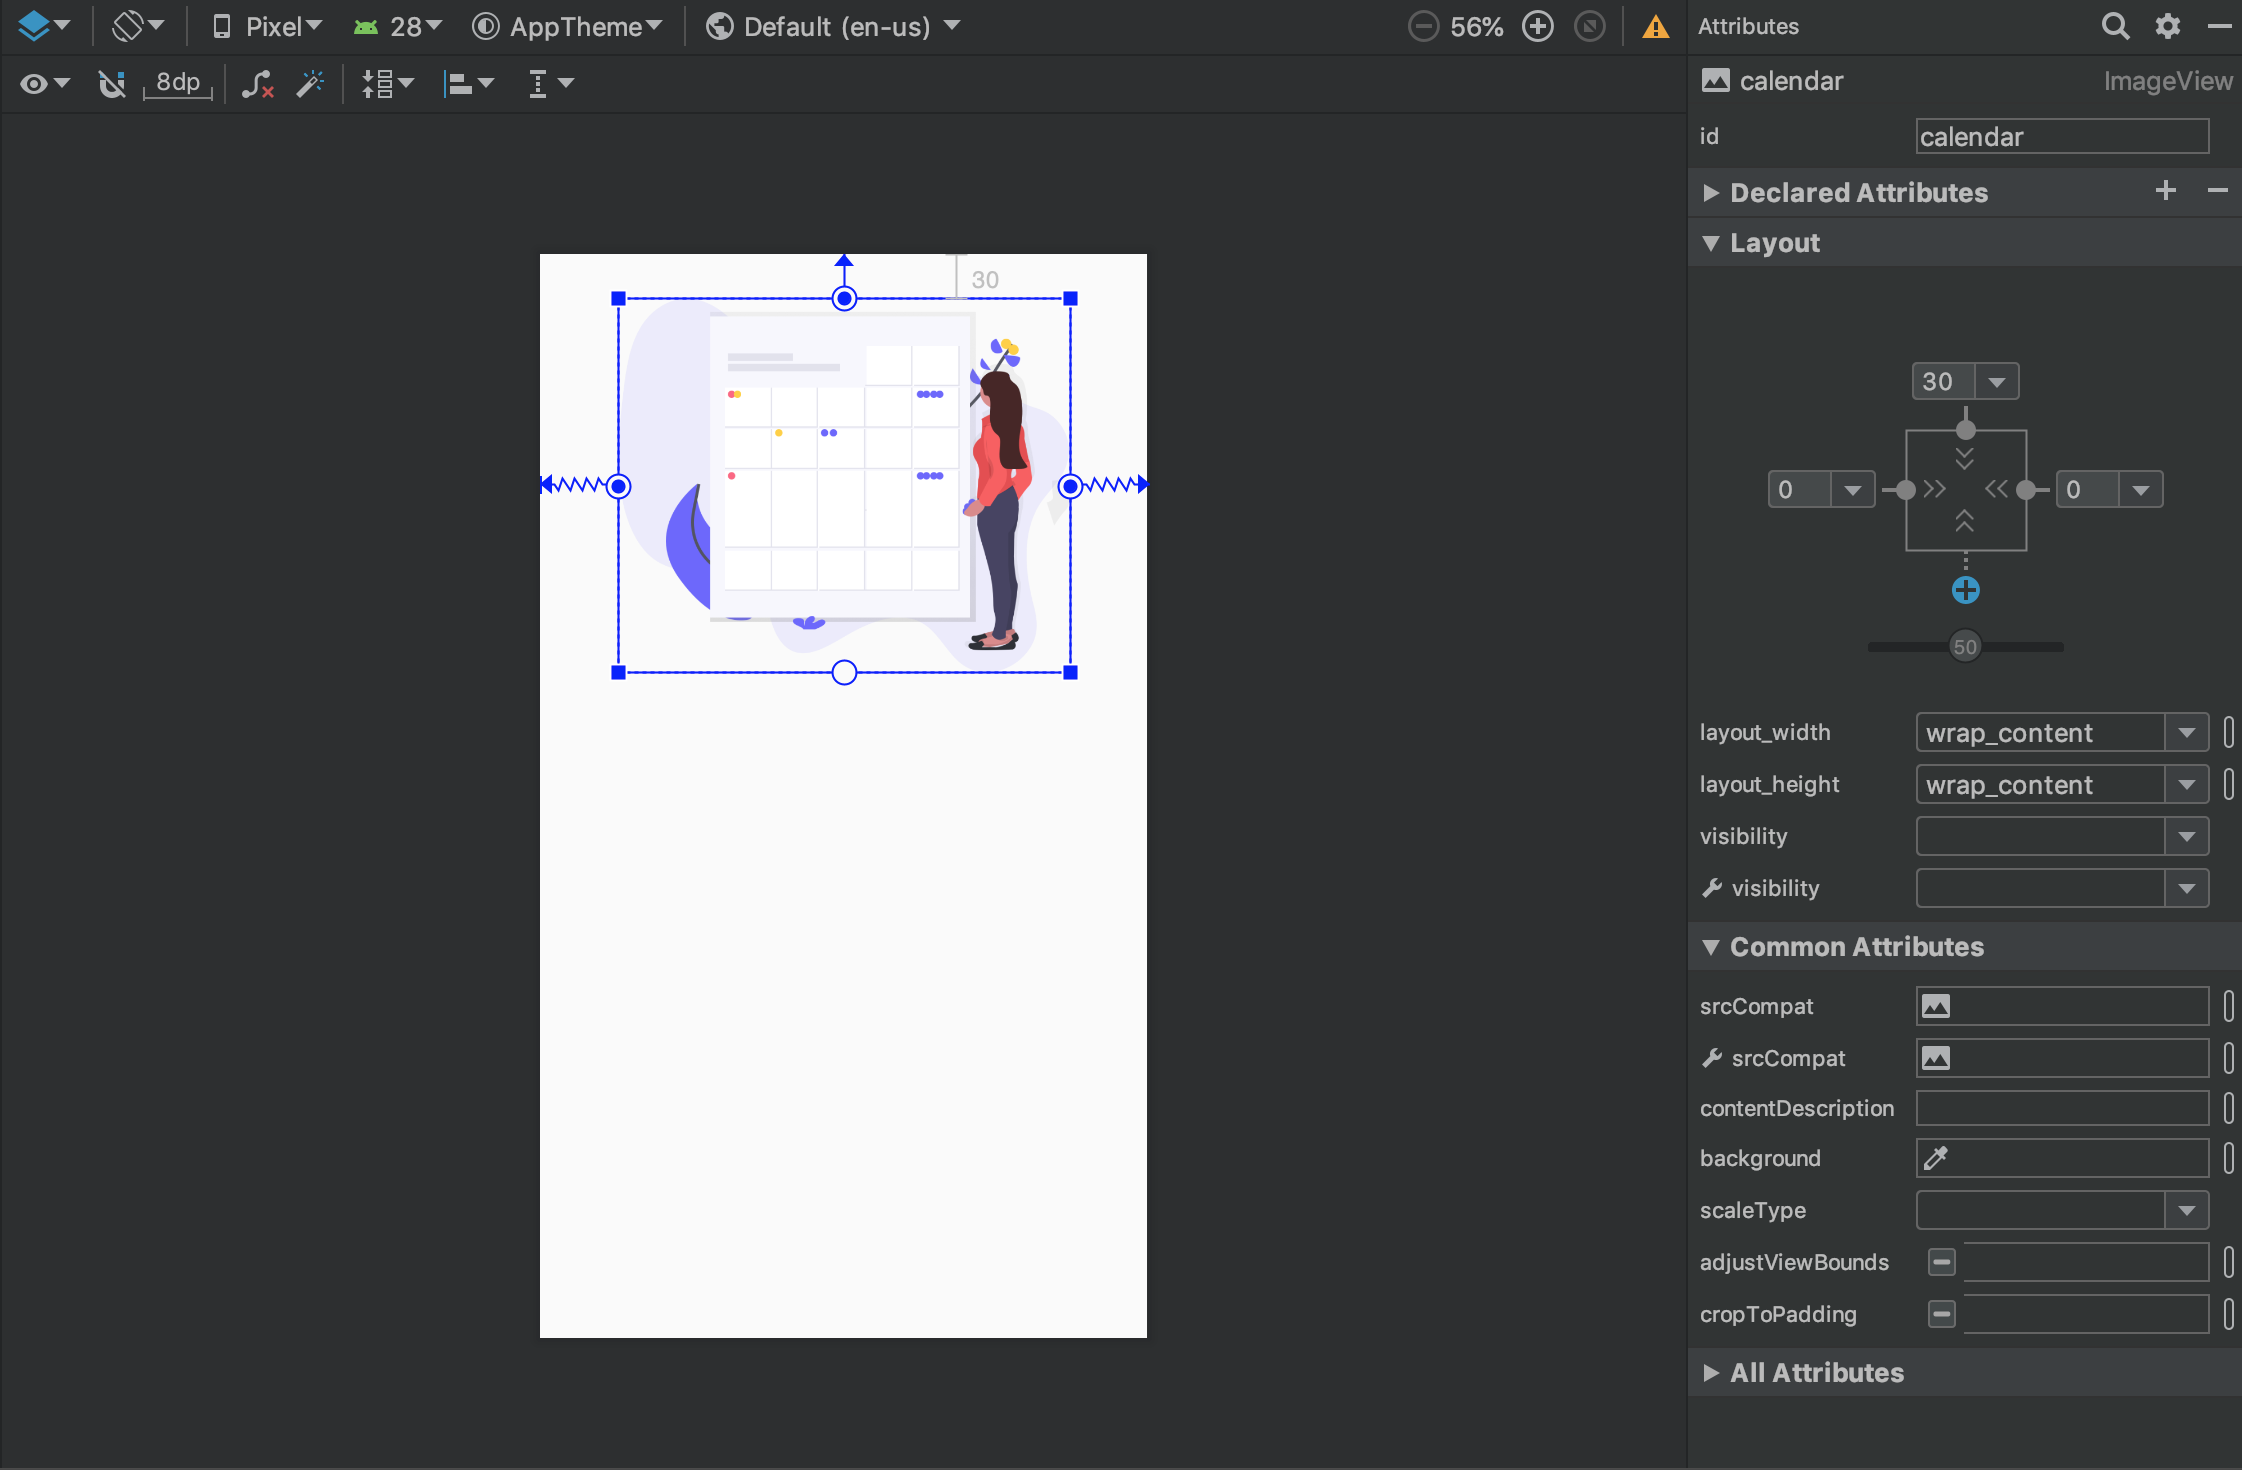 Pixel 28 AppTheme Default (en-us) 56%
8dp
30
Attributes
calendar ImageView
id calendar
Declared Attributes
Layout
30
0 0
50
layout_width wrap_content
layout_height wrap_content
visibility
visibility
Common Attributes
srcCompat
srcCompat
contentDescription
background
scaleType
adjustViewBounds
cropToPadding
All Attributes